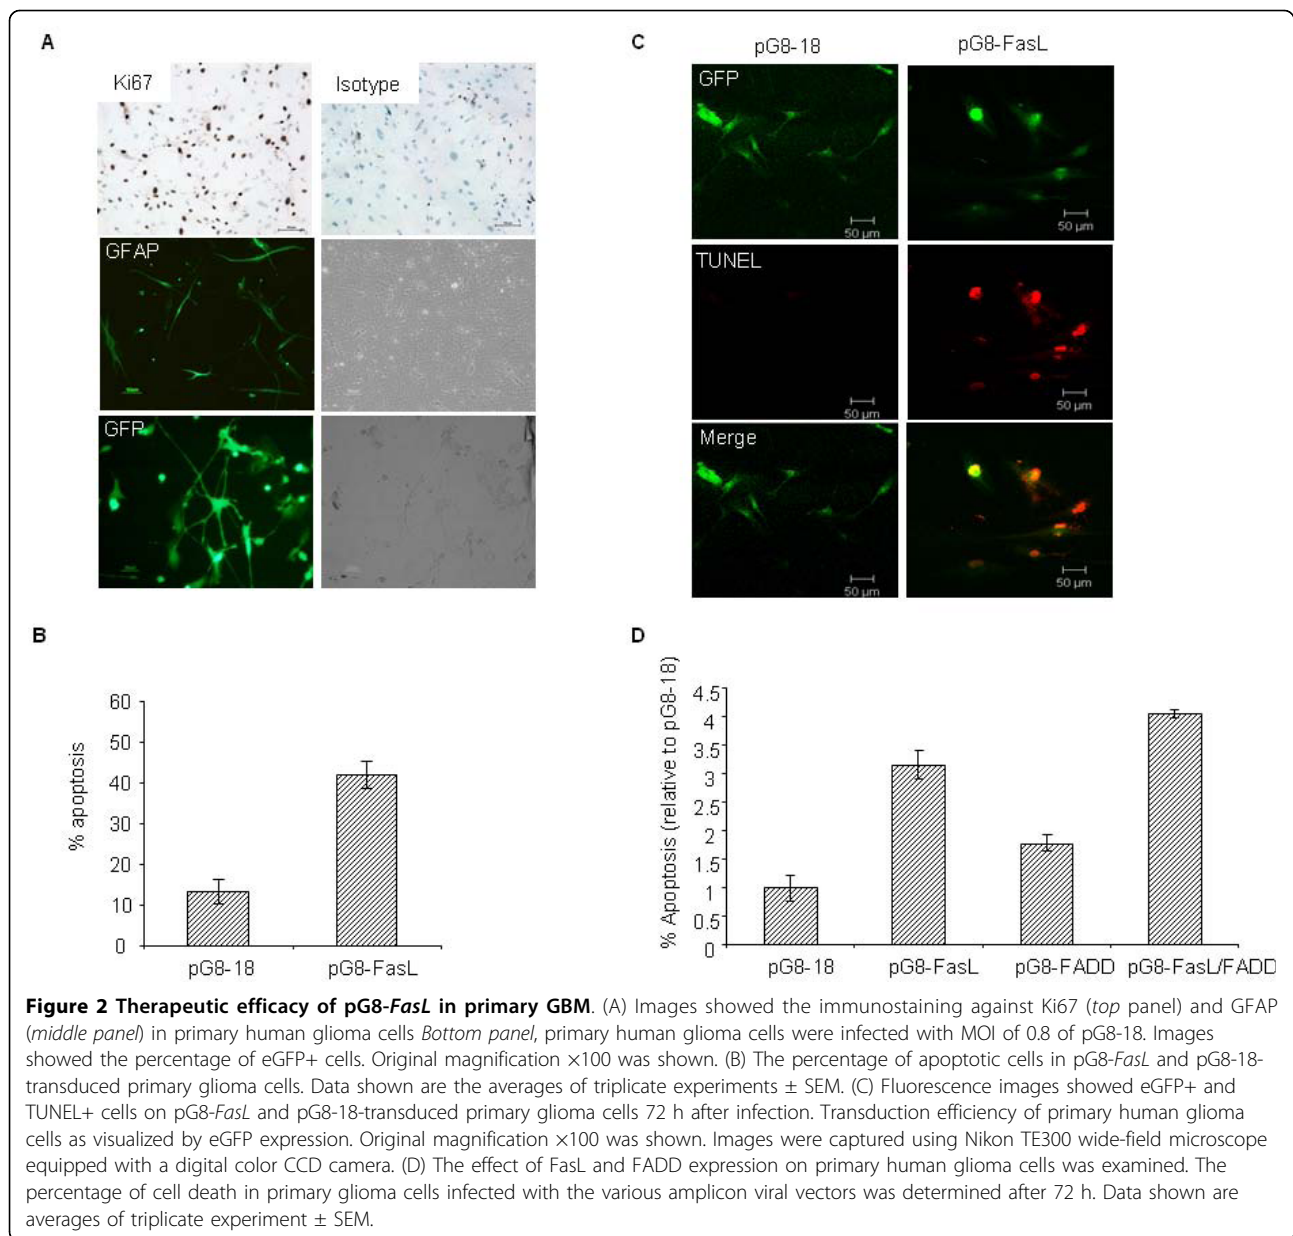 A
Ki67
Isotype
GFAP
GFP
C
pG8-18
pG8-FasL
GFP
50 µm
50 µm
TUNEL
50 µm
50 µm
Merge
50 µm
50 µm
B
% apoptosis
60
50
40
30
20
10
0
pG8-18
pG8-FasL
D
% Apoptosis (relative to pG8-18)
4.5
4
3.5
3
2.5
2
1.5
1
0.5
0
pG8-18
pG8-FasL
pG8-FADD
pG8-FasL/FADD
Figure 2 Therapeutic efficacy of pG8-FasL in primary GBM. (A) Images showed the immunostaining against Ki67 (top panel) and GFAP
(middle panel) in primary human glioma cells Bottom panel, primary human glioma cells were infected with MOI of 0.8 of pG8-18. Images
showed the percentage of eGFP+ cells. Original magnification ×100 was shown. (B) The percentage of apoptotic cells in pG8-FasL and pG8-18-
transduced primary glioma cells. Data shown are the averages of triplicate experiments ± SEM. (C) Fluorescence images showed eGFP+ and
TUNEL+ cells on pG8-FasL and pG8-18-transduced primary glioma cells 72 h after infection. Transduction efficiency of primary human glioma
cells as visualized by eGFP expression. Original magnification ×100 was shown. Images were captured using Nikon TE300 wide-field microscope
equipped with a digital color CCD camera. (D) The effect of FasL and FADD expression on primary human glioma cells was examined. The
percentage of cell death in primary glioma cells infected with the various amplicon viral vectors was determined after 72 h. Data shown are
averages of triplicate experiment ± SEM.